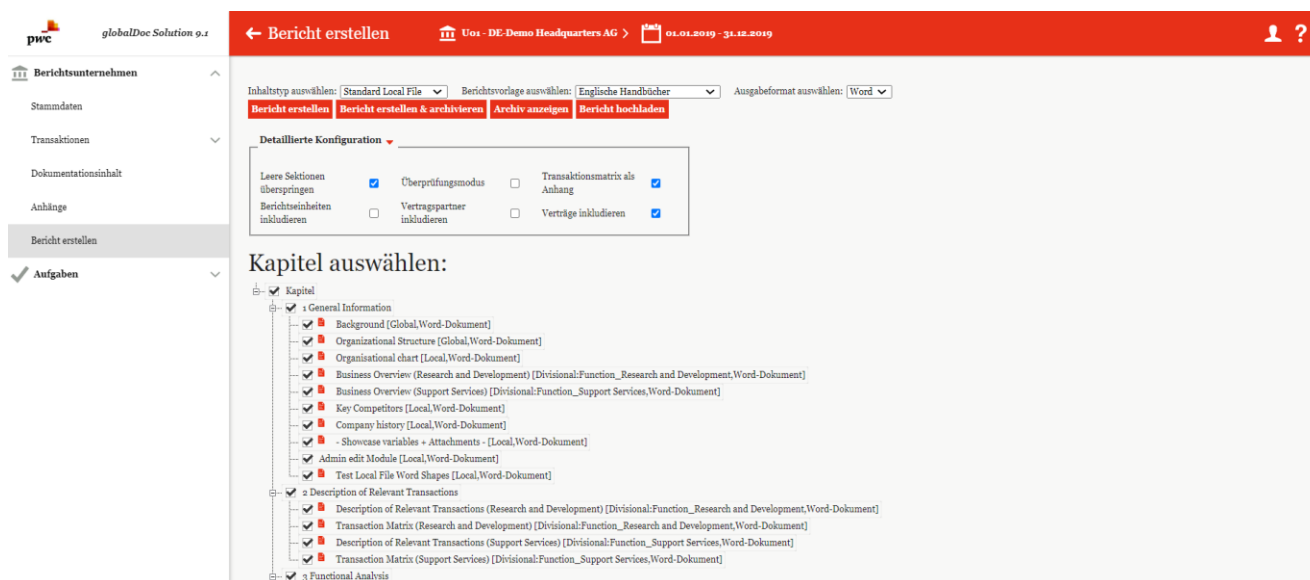 pwc
globalDoc Solution 9.1
Bericht erstellen
U01 - DE-Demo Headquarters AG
01.01.2019 - 31.12.2019
?
Berichtsunternehmen
Stammdaten
Transaktionen
Dokumentationsinhalt
Anhänge
Bericht erstellen
Aufgaben
Inhaltstyp auswählen: Standard Local File Berichtsvorlage auswählen: Englische Handbücher Ausgabeformat auswählen: Word
Bericht erstellen Bericht erstellen & archivieren Archiv anzeigen Bericht hochladen
Detaillierte Konfiguration
Leere Sektionen
überspringen
Überprüfungsmodus
Transaktionsmatrix als
Anhang
Berichtseinheiten
inkludieren
Vertragspartner
inkludieren
Verträge inkludieren
Kapitel auswählen:
Kapitel
1 General Information
Background [Global,Word-Dokument]
Organizational Structure [Global,Word-Dokument]
Organisational chart [Local,Word-Dokument]
Business Overview (Research and Development) [Divisional:Function_Research and Development,Word-Dokument]
Business Overview (Support Services) [Divisional:Function_Support Services,Word-Dokument]
Key Competitors [Local,Word-Dokument]
Company history [Local,Word-Dokument]
- Showcase variables + Attachments - [Local,Word-Dokument]
Admin edit Module [Local,Word-Dokument]
Test Local File Word Shapes [Local,Word-Dokument]
2 Description of Relevant Transactions
Description of Relevant Transactions (Research and Development) [Divisional:Function_Research and Development,Word-Dokument]
Transaction Matrix (Research and Development) [Divisional:Function_Research and Development,Word-Dokument]
Description of Relevant Transactions (Support Services) [Divisional:Function_Support Services,Word-Dokument]
Transaction Matrix (Support Services) [Divisional:Function_Support Services,Word-Dokument]
3 Functional Analysis